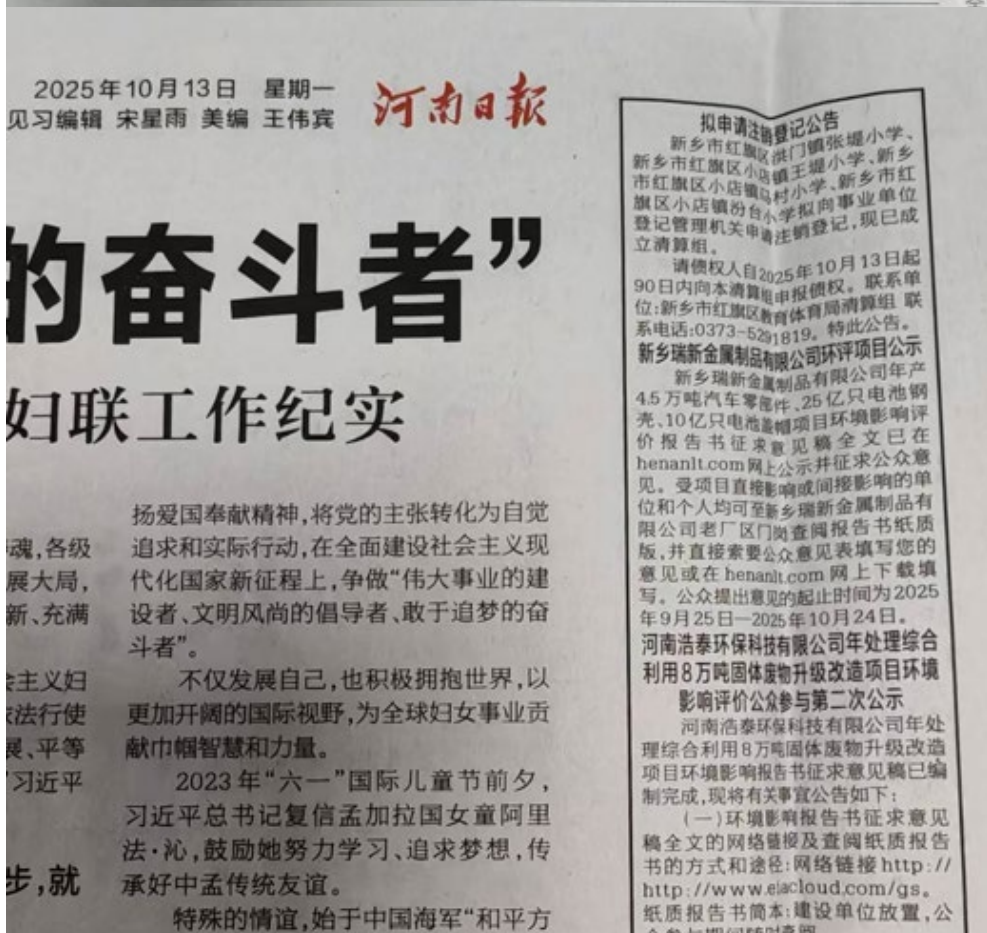 2025年10月13日 星期一
见习编辑 宋星雨 美编 王伟宾
河南日报
的奋斗者”
妇联工作纪实
魂,各级
展大局,
新、充满
会主义妇
依法行使
展、平等
习近平
步,就
扬爱国奉献精神,将党的主张转化为自觉
追求和实际行动,在全面建设社会主义现
代化国家新征程上,争做“伟大事业的建
设者、文明风尚的倡导者、敢于追梦的奋
斗者”。
不仅发展自己,也积极拥抱世界,以
更加开阔的国际视野,为全球妇女事业贡
献巾帼智慧和力量。
2023年“六一”国际儿童节前夕,
习近平总书记复信孟加拉国女童阿里
法·沁,鼓励她努力学习、追求梦想,传
承好中孟传统友谊。
特殊的情谊,始于中国海军“和平方
拟申请注销登记公告
新乡市红旗区洪门镇张堤小学、
新乡市红旗区小店镇王堤小学、新乡
市红旗区小店镇马村小学、新乡市红
旗区小店镇汾台小学拟向事业单位
登记管理机关申请注销登记,现已成
立清算组。
请债权人自2025年10月13日起
90日内向本清算组申报债权。联系单
位:新乡市红旗区教育体育局清算组 联
系电话:0373-5291819。特此公告。
新乡瑞新金属制品有限公司环评项目公示
新乡瑞新金属制品有限公司年产
4.5万吨汽车零部件、25亿只电池钢
壳、10亿只电池盖帽项目环境影响评
价报告书征求意见稿全文已在
henanlt.com网上公示并征求公众意
见。受项目直接影响或间接影响的单
位和个人均可至新乡瑞新金属制品有
限公司老厂区门岗查阅报告书纸质
版,并直接索要公众意见表填写您的
意见或在henanlt.com网上下载填
写。公众提出意见的起止时间为2025
年9月25日—2025年10月24日。
河南浩泰环保科技有限公司年处理综合
利用8万吨固体废物升级改造项目环境
影响评价公众参与第二次公示
河南浩泰环保科技有限公司年处
理综合利用8万吨固体废物升级改造
项目环境影响报告书征求意见稿已编
制完成,现将有关事宜公告如下:
(一)环境影响报告书征求意见
稿全文的网络链接及查阅纸质报告
书的方式和途径:网络链接http://
http://www.eiacloud.com/gs。
纸质报告书简本:建设单位放置,公